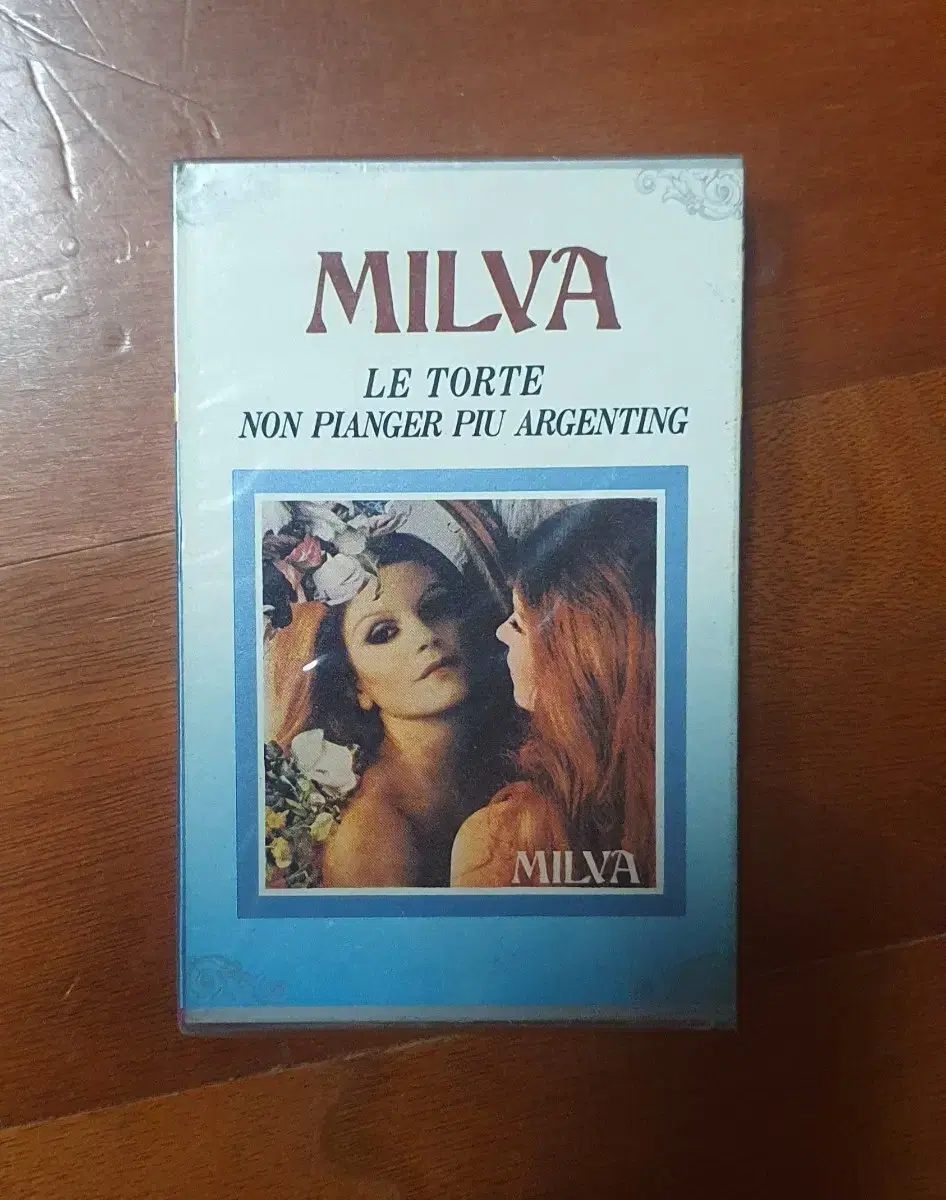 MILVA
LE TORTE
NON PIANGER PIU ARGENTING
MILVA